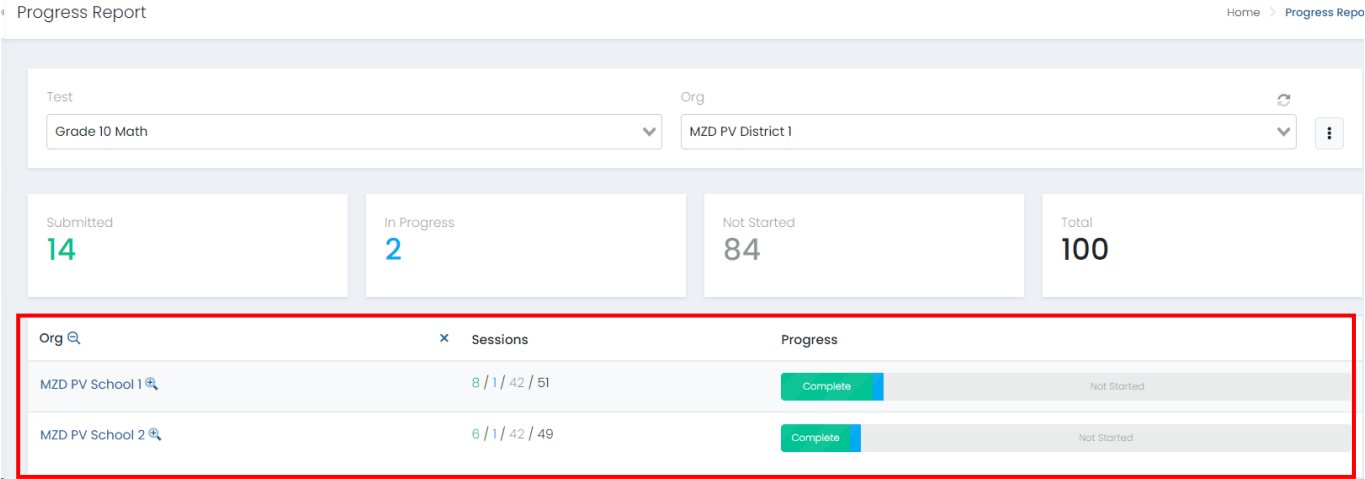 Progress Report
Home > Progress Repo
Test
Org
Grade 10 Math
MZD PV District 1
Submitted
14
In Progress
2
Not Started
84
Total
100
Org
× Sessions
Progress
MZD PV School 1
8 / 1 / 42 / 51
Complete
Not Started
MZD PV School 2
6 / 1 / 42 / 49
Complete
Not Started